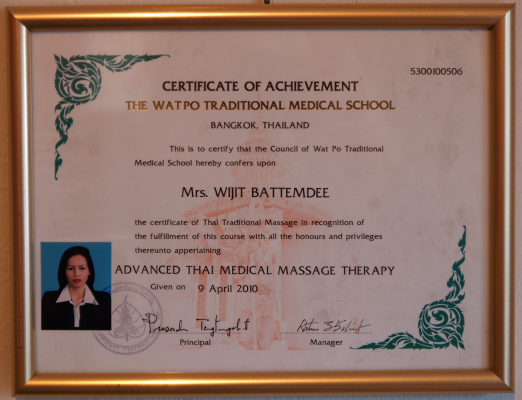 5300100506
CERTIFICATE OF ACHIEVEMENT
THE WATPO TRADITIONAL MEDICAL SCHOOL
BANGKOK, THAILAND
This is to certify that the Council of Wat Po Traditional
Medical School hereby confers upon
Mrs. WIJIT BATTEMDEE
the certificate of Thai Traditional Massage in recognition of
the fulfillment of this course with all the honours and privileges
thereunto appertaining
ADVANCED THAI MEDICAL MASSAGE THERAPY
Given on 9 April 2010
Principal Manager